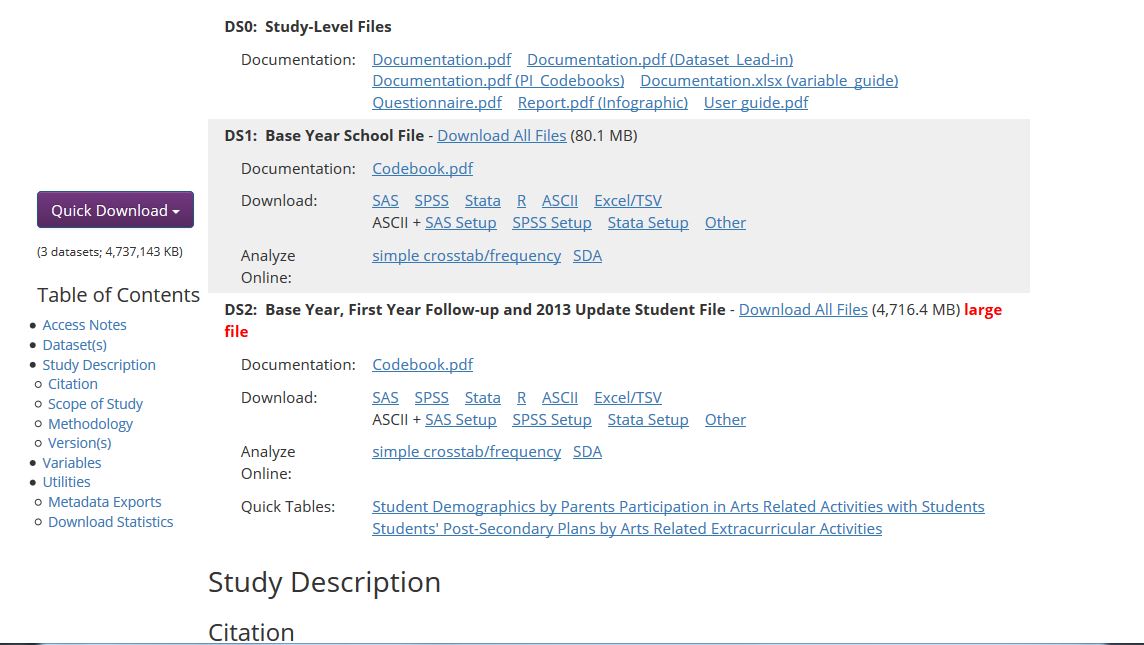 DS0: Study-Level Files
Documentation: Documentation.pdf Documentation.pdf (Dataset_Lead-in)
Documentation.pdf (PI_Codebooks) Documentation.xlsx (variable_guide)
Questionnaire.pdf Report.pdf (Infographic) User guide.pdf
DS1: Base Year School File - Download All Files (80.1 MB)
Documentation: Codebook.pdf
Download: SAS SPSS Stata R ASCII Excel/TSV
ASCII + SAS Setup SPSS Setup Stata Setup Other
Analyze
Online:
simple crosstab/frequency SDA
DS2: Base Year, First Year Follow-up and 2013 Update Student File - Download All Files (4,716.4 MB) large
file
Documentation: Codebook.pdf
Download: SAS SPSS Stata R ASCII Excel/TSV
ASCII + SAS Setup SPSS Setup Stata Setup Other
Analyze
Online:
simple crosstab/frequency SDA
Quick Tables: Student Demographics by Parents Participation in Arts Related Activities with Students
Students' Post-Secondary Plans by Arts Related Extracurricular Activities
Quick Download
(3 datasets; 4,737,143 KB)
Table of Contents
Access Notes
Dataset(s)
Study Description
Citation
Scope of Study
Methodology
Version(s)
Variables
Utilities
Metadata Exports
Download Statistics
Study Description
Citation